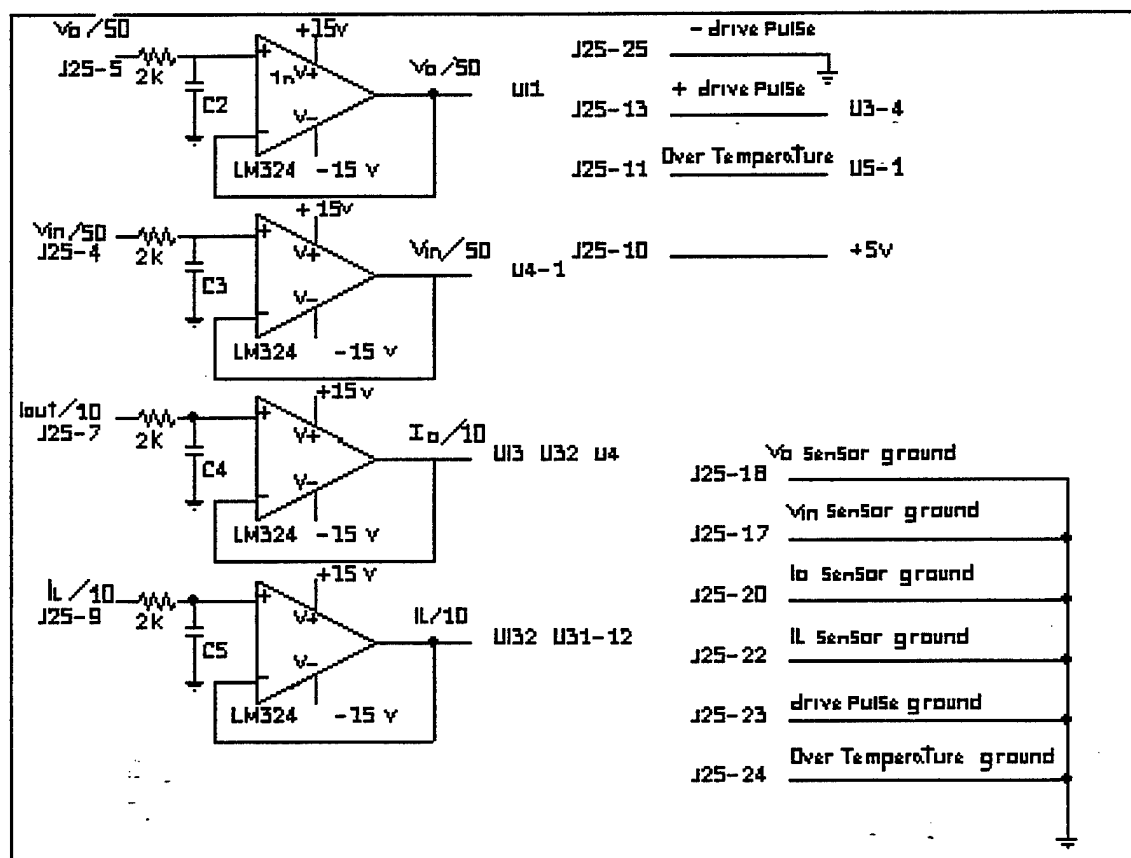 Vo/50
J25-5
2K
C2
+
-
1n
V+
V-
+15v
LM324
-15 v
Vo/50
U11
Vin/50
J25-4
2K
C3
+
-
V+
V-
+15v
LM324
-15 v
Vin/50
U4-1
Iout/10
J25-7
2K
C4
+
-
V+
V-
+15v
LM324
-15 v
Io/10
U13 U32 U4
IL/10
J25-9
2K
C5
+
-
V+
V-
+15v
LM324
-15 v
IL/10
U132 U31-12
J25-25
- drive Pulse
J25-13
+ drive Pulse
U3-4
J25-11
Over Temperature
U5-1
J25-10
+5v
Vo SenSor ground
J25-18
Vin SenSor ground
J25-17
Io SenSor ground
J25-20
IL SenSor ground
J25-22
drive PulSe ground
J25-23
Over Temperature ground
J25-24